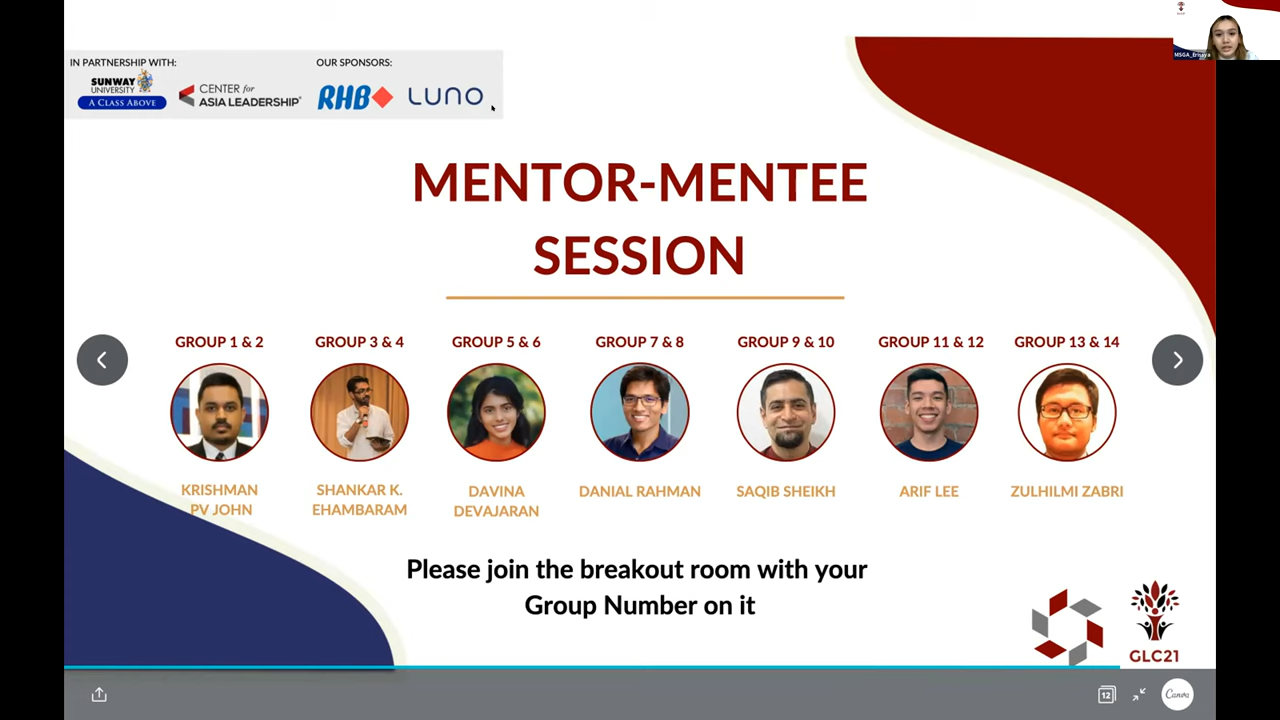 IN PARTNERSHIP WITH:
OUR SPONSORS:
SUNWAY
UNIVERSITY
A CLASS ABOVE
CENTER for
ASIA LEADERSHIP
RHB
LUNO
MENTOR-MENTEE
SESSION
GROUP 1 & 2
GROUP 3 & 4
GROUP 5 & 6
GROUP 7 & 8
GROUP 9 & 10
GROUP 11 & 12
GROUP 13 & 14
KRISHMAN
PV JOHN
SHANKAR K.
EHAMBARAM
DAVINA
DEVAJARAN
DANIAL RAHMAN
SAQIB SHEIKH
ARIF LEE
ZULHILMI ZABRI
Please join the breakout room with your
Group Number on it
GLC21
12
Canva